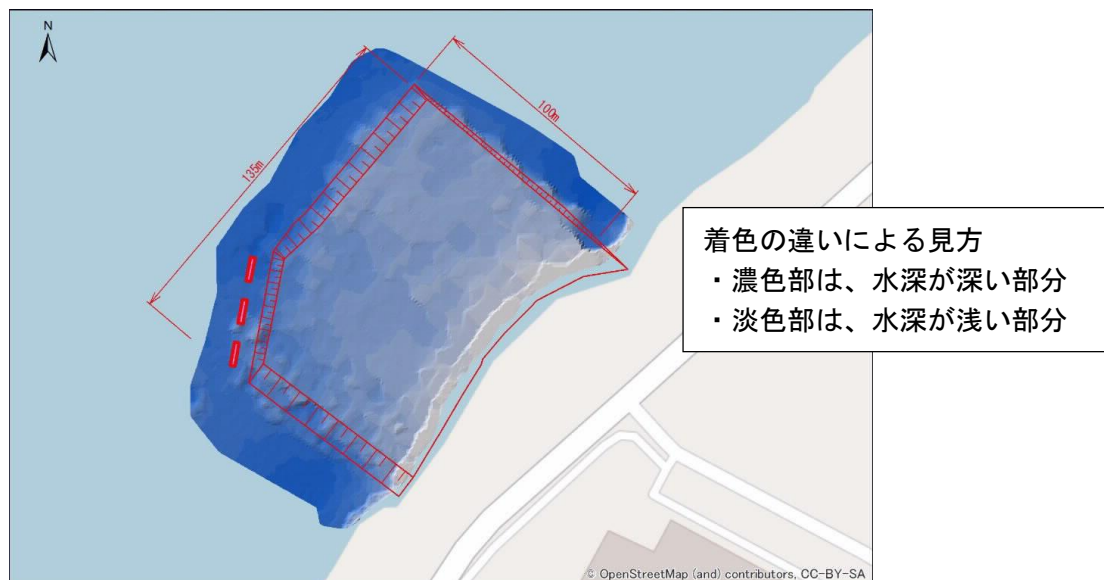 N
100m
135m
着色の違いによる見方
・濃色部は、水深が深い部分
・淡色部は、水深が浅い部分
© OpenStreetMap (and) contributors, CC-BY-SA